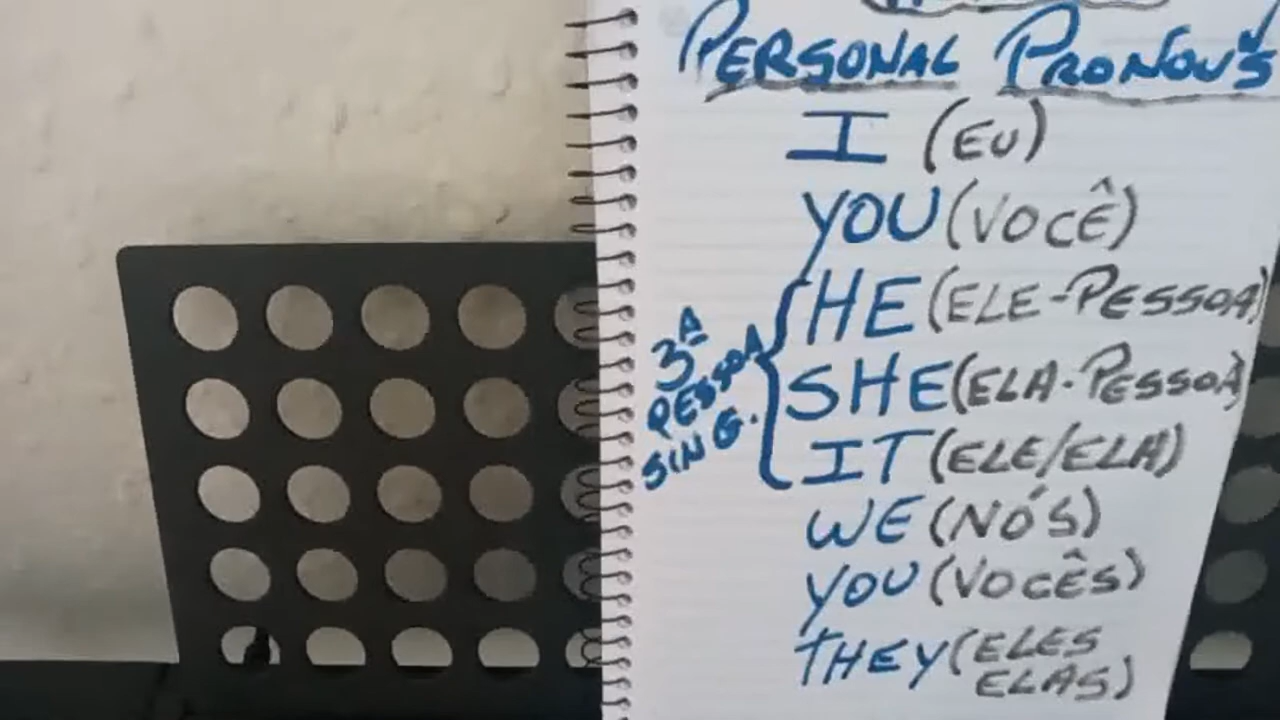 PERSONAL PRONOUNS
I (EU)
YOU (VOCÊ)
HE (ELE-PESSOA)
SHE (ELA-PESSOA)
IT (ELE/ELA)
3ª
PESSOA
SING.
WE (NÓS)
YOU (VOCÊS)
THEY (ELES
ELAS)